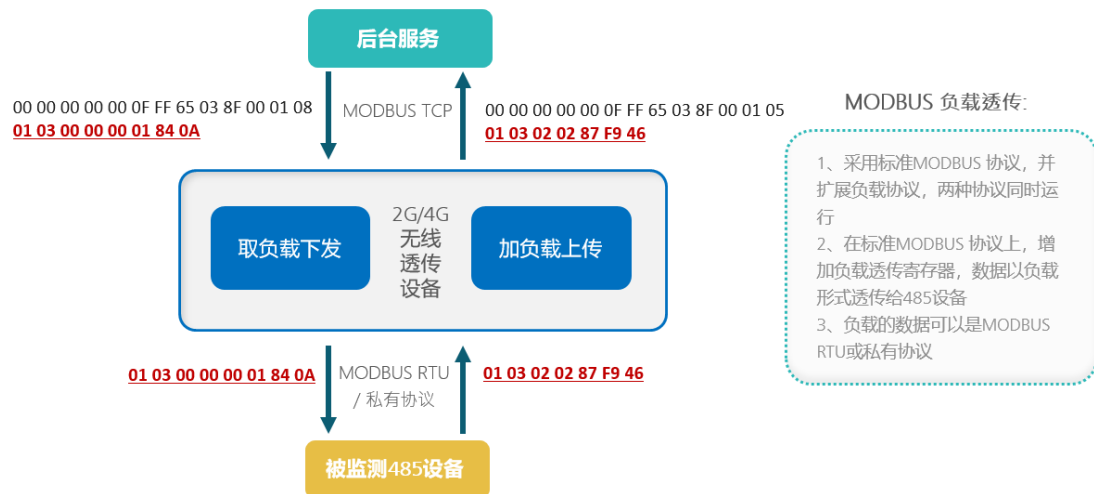 后台服务
00 00 00 00 00 0F FF 65 03 8F 00 01 08
01 03 00 00 00 01 84 0A
MODBUS TCP
00 00 00 00 00 0F FF 65 03 8F 00 01 05
01 03 02 02 87 F9 46
取负载下发
2G/4G
无线
透传
设备
加负载上传
01 03 00 00 00 01 84 0A
MODBUS RTU
/ 私有协议
01 03 02 02 87 F9 46
被监测485设备
MODBUS 负载透传:
1、采用标准MODBUS 协议，并
扩展负载协议，两种协议同时运
行
2、在标准MODBUS 协议上，增
加负载透传寄存器，数据以负载
形式透传给485设备
3、负载的数据可以是MODBUS
RTU或私有协议